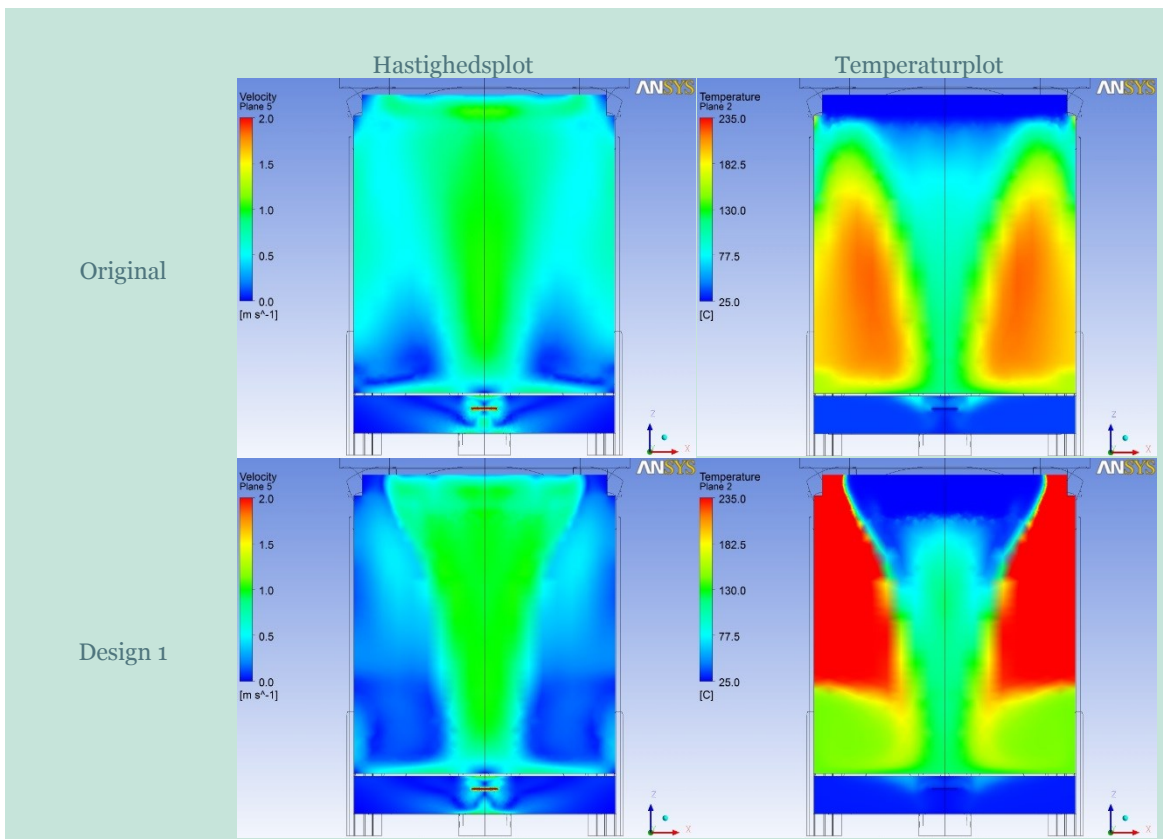 Hastighedsplot
Temperaturplot
Original
Velocity
Plane 5
2.0
1.5
1.0
0.5
0.0
[m s^-1]
ANSYS
Z
X
Temperature
Plane 2
235.0
182.5
130.0
77.5
25.0
[C]
ANSYS
Z
X
Design 1
Velocity
Plane 5
2.0
1.5
1.0
0.5
0.0
[m s^-1]
ANSYS
Z
X
Temperature
Plane 2
235.0
182.5
130.0
77.5
25.0
[C]
ANSYS
Z
X